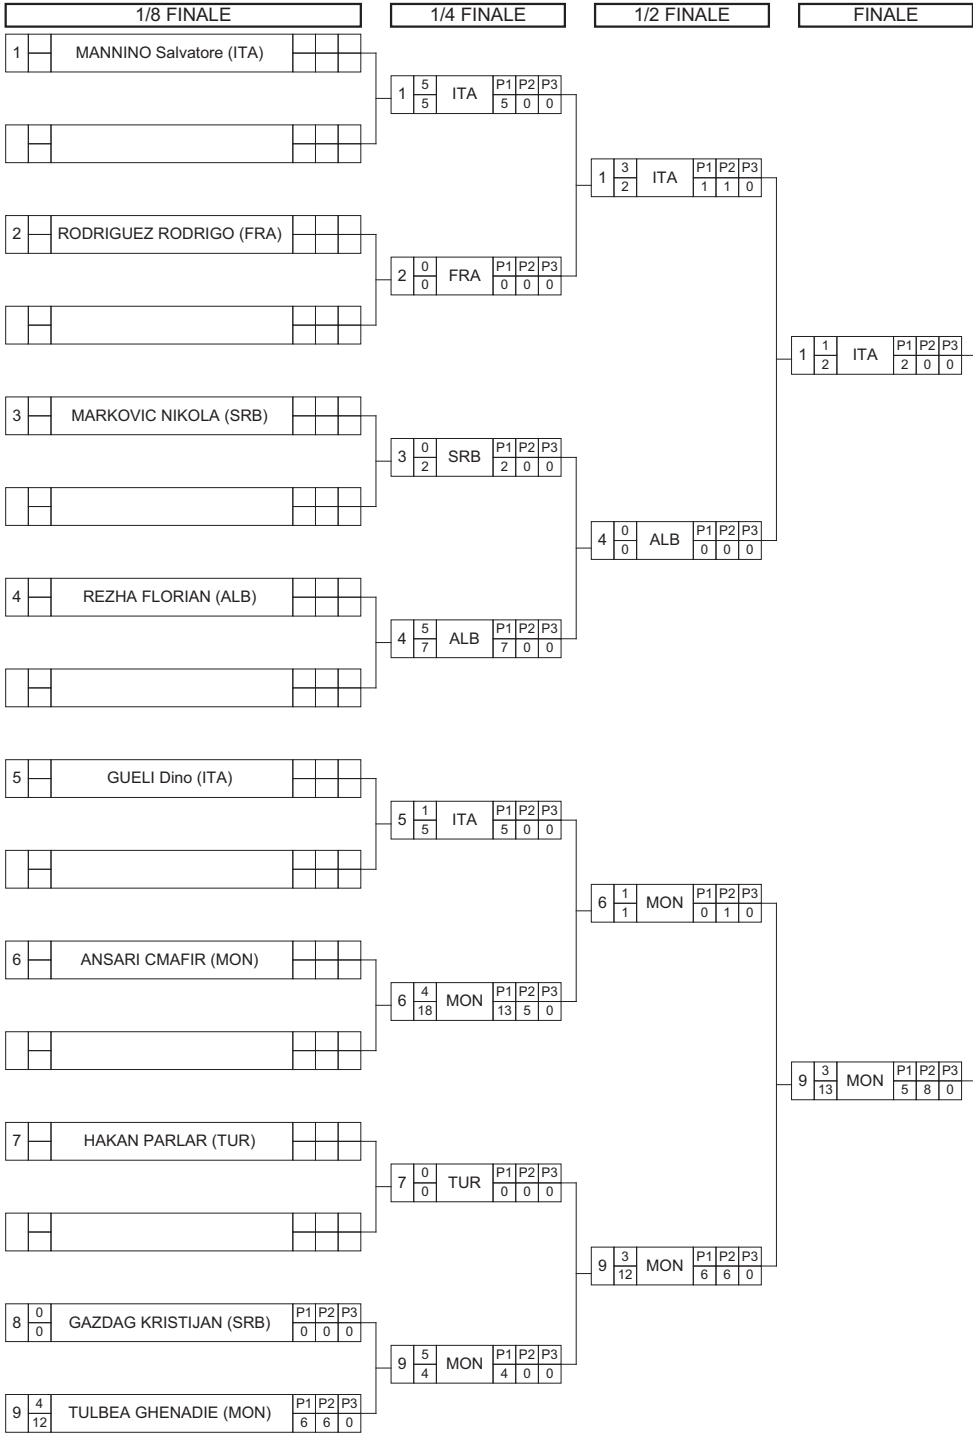 1/8 FINALE 1/4 FINALE 1/2 FINALE FINALE
1 MANNINO Salvatore (ITA)
1 5 5 ITA P1 P2 P3 5 0 0
1 3 2 ITA P1 P2 P3 1 1 0
2 RODRIGUEZ RODRIGO (FRA)
2 0 0 FRA P1 P2 P3 0 0 0
1 1 2 ITA P1 P2 P3 2 0 0
3 MARKOVIC NIKOLA (SRB)
3 0 2 SRB P1 P2 P3 2 0 0
4 0 0 ALB P1 P2 P3 0 0 0
4 REZHA FLORIAN (ALB)
4 5 7 ALB P1 P2 P3 7 0 0
5 GUELI Dino (ITA)
5 1 5 ITA P1 P2 P3 5 0 0
6 1 1 MON P1 P2 P3 0 1 0
6 ANSARI CMAFIR (MON)
6 4 18 MON P1 P2 P3 13 5 0
9 3 13 MON P1 P2 P3 5 8 0
7 HAKAN PARLAR (TUR)
7 0 0 TUR P1 P2 P3 0 0 0
9 3 12 MON P1 P2 P3 6 6 0
8 0 0 GAZDAG KRISTIJAN (SRB) P1 P2 P3 0 0 0
9 5 4 MON P1 P2 P3 4 0 0
9 4 12 TULBEA GHENADIE (MON) P1 P2 P3 6 6 0